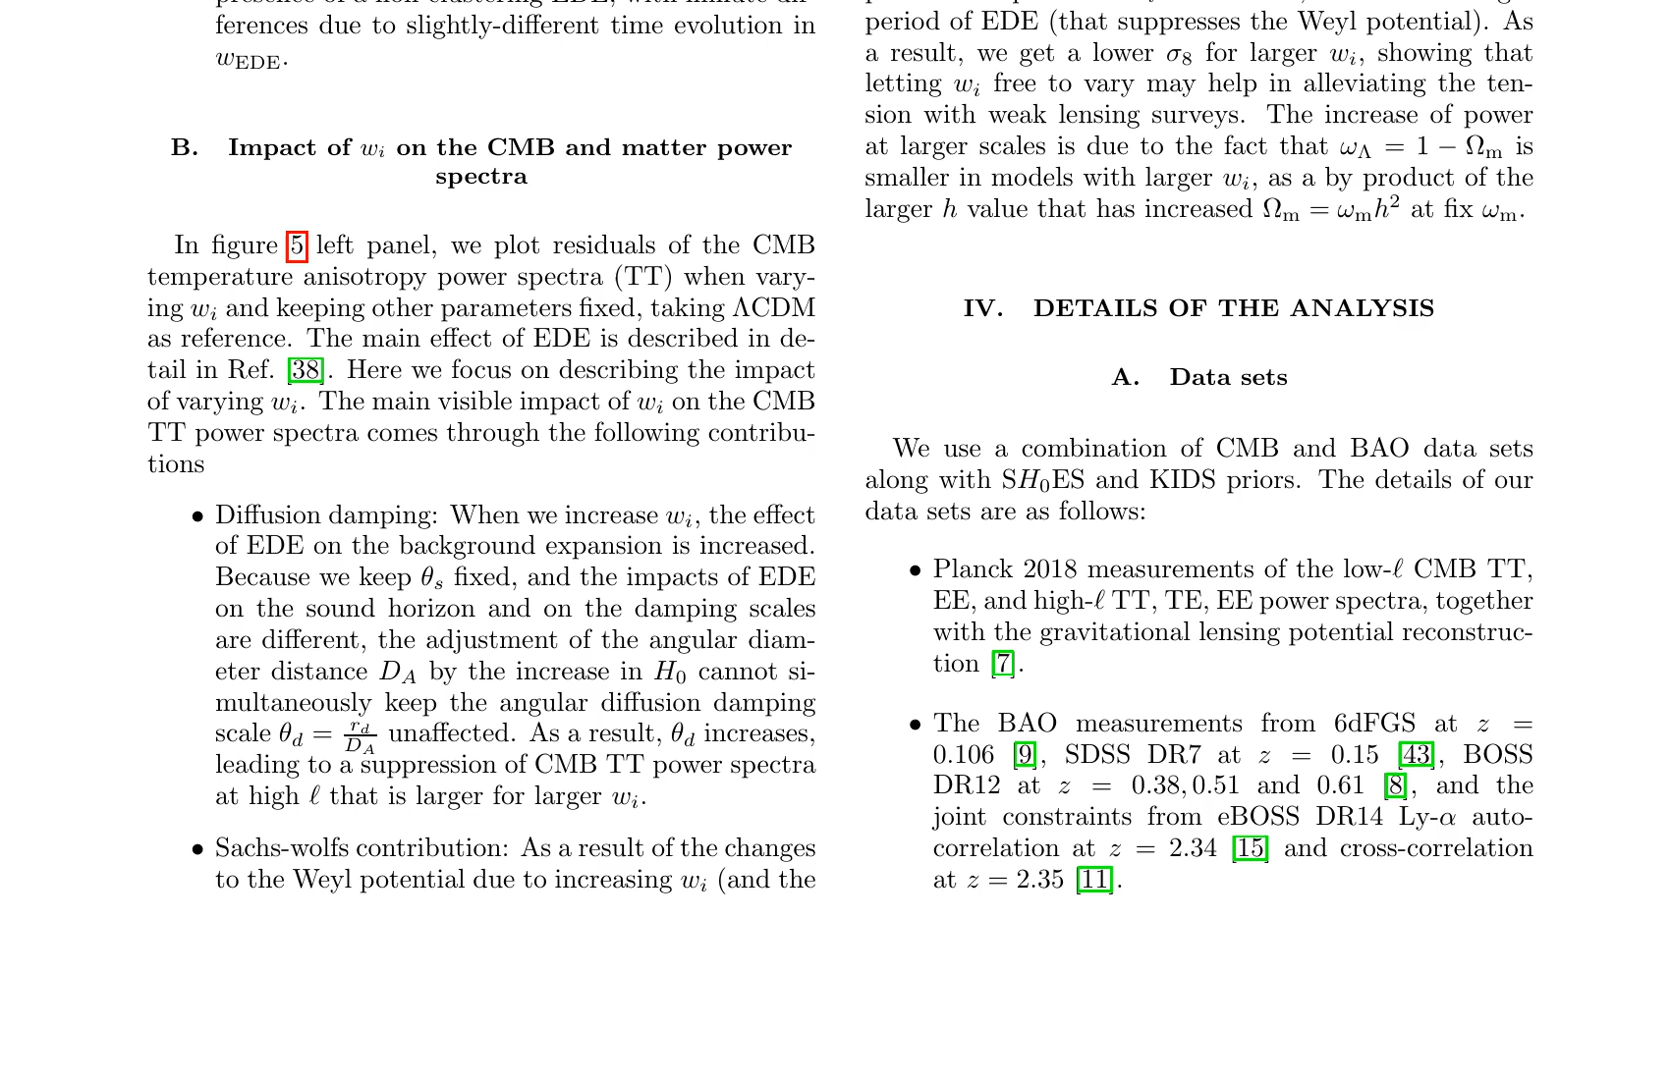 ferences due to slightly-different time evolution in
wEDE.
B. Impact of wi on the CMB and matter power
spectra
In figure 5 left panel, we plot residuals of the CMB
temperature anisotropy power spectra (TT) when vary-
ing wi and keeping other parameters fixed, taking ΛCDM
as reference. The main effect of EDE is described in de-
tail in Ref. [38]. Here we focus on describing the impact
of varying wi. The main visible impact of wi on the CMB
TT power spectra comes through the following contribu-
tions
• Diffusion damping: When we increase wi, the effect
of EDE on the background expansion is increased.
Because we keep θs fixed, and the impacts of EDE
on the sound horizon and on the damping scales
are different, the adjustment of the angular diam-
eter distance DA by the increase in H0 cannot si-
multaneously keep the angular diffusion damping
scale θd = rd/DA unaffected. As a result, θd increases,
leading to a suppression of CMB TT power spectra
at high ℓ that is larger for larger wi.
• Sachs-wolfs contribution: As a result of the changes
to the Weyl potential due to increasing wi (and the
period of EDE (that suppresses the Weyl potential). As
a result, we get a lower σ8 for larger wi, showing that
letting wi free to vary may help in alleviating the ten-
sion with weak lensing surveys. The increase of power
at larger scales is due to the fact that ωΛ = 1 − Ωm is
smaller in models with larger wi, as a by product of the
larger h value that has increased Ωm = ωmh² at fix ωm.
IV. DETAILS OF THE ANALYSIS
A. Data sets
We use a combination of CMB and BAO data sets
along with SH0ES and KIDS priors. The details of our
data sets are as follows:
• Planck 2018 measurements of the low-ℓ CMB TT,
EE, and high-ℓ TT, TE, EE power spectra, together
with the gravitational lensing potential reconstruc-
tion [7].
• The BAO measurements from 6dFGS at z =
0.106 [9], SDSS DR7 at z = 0.15 [43], BOSS
DR12 at z = 0.38, 0.51 and 0.61 [8], and the
joint constraints from eBOSS DR14 Ly-α auto-
correlation at z = 2.34 [15] and cross-correlation
at z = 2.35 [11].